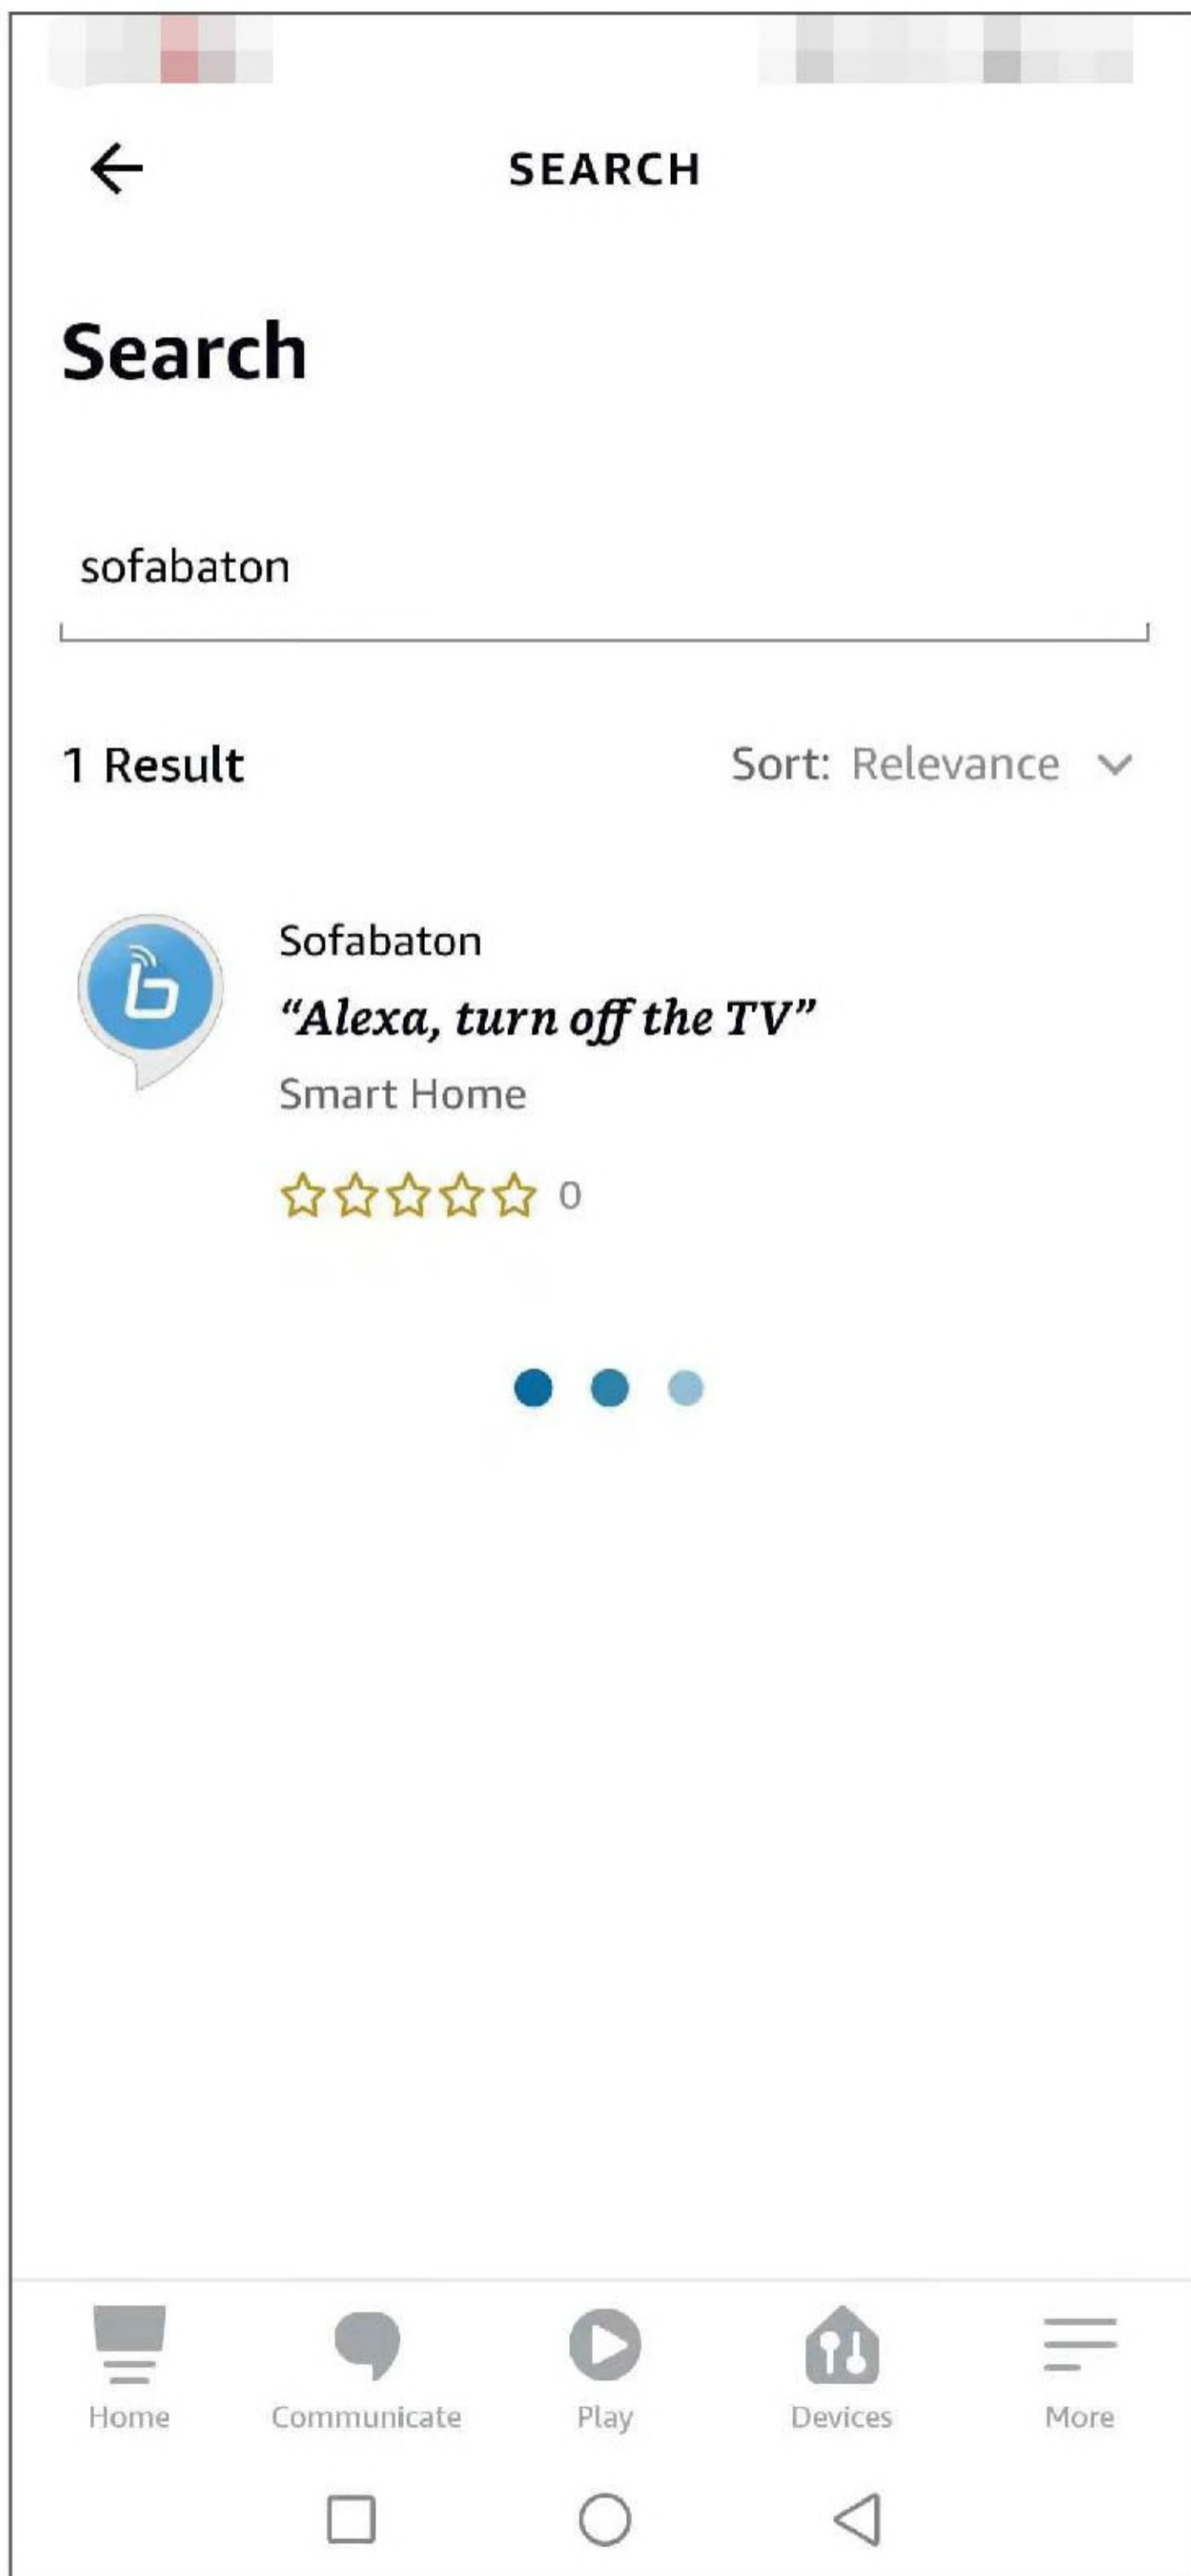 SEARCH
Search
sofabaton
1 Result
Sort: Relevance
Sofabaton
“Alexa, turn off the TV”
Smart Home
0
Home Communicate Play Devices More